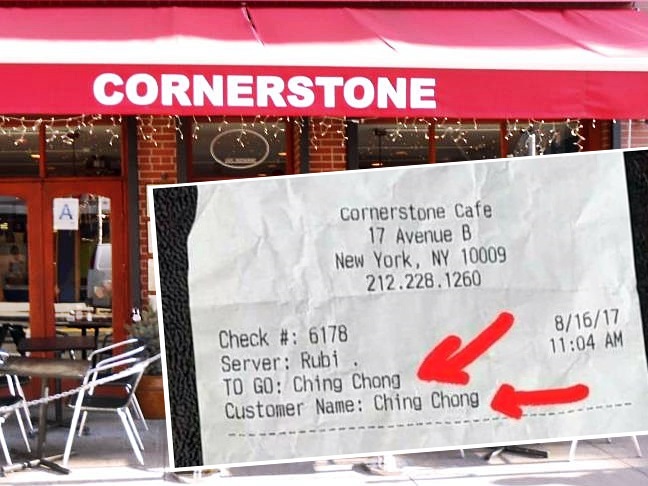 CORNERSTONE
A
Cornerstone Cafe
17 Avenue B
New York, NY 10009
212.228.1260
Check #: 6178
8/16/17
Server: Rubi .
11:04 AM
TO GO: Ching Chong
Customer Name: Ching Chong